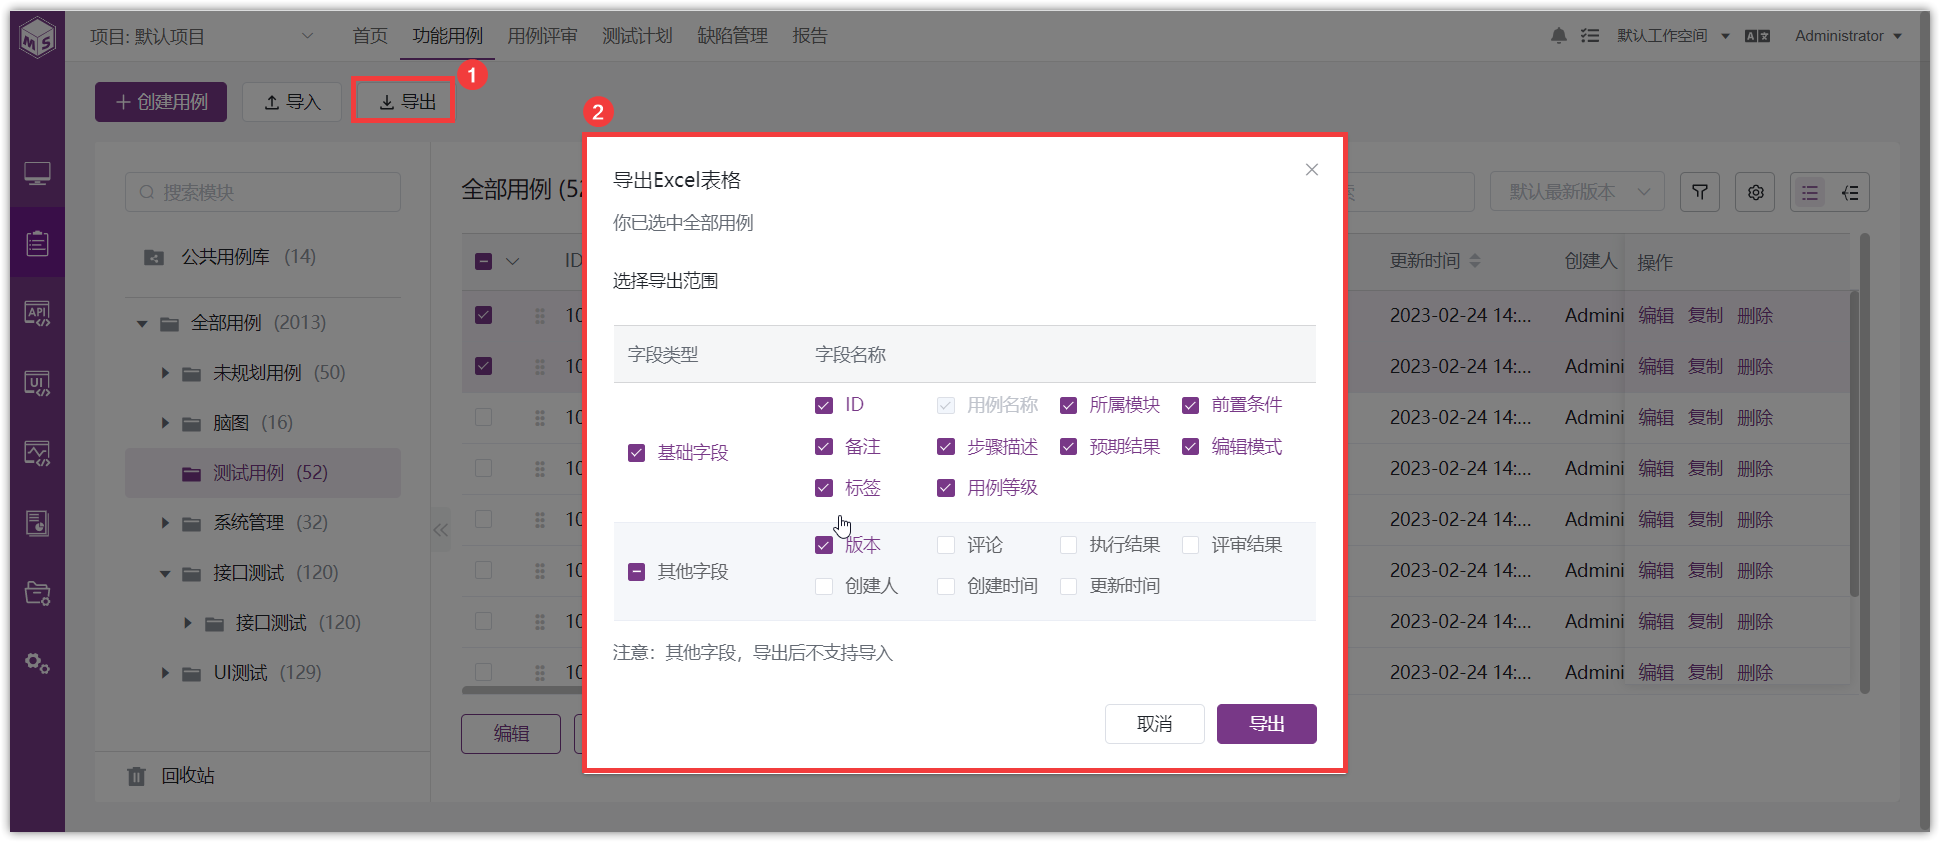 MS
项目: 默认项目
首页 功能用例 用例评审 测试计划 缺陷管理 报告
默认工作空间
Administrator
1
创建用例
导入
导出
2
搜索模块
公共用例库 (14)
全部用例 (2013)
未规划用例 (50)
脑图 (16)
测试用例 (52)
系统管理 (32)
接口测试 (120)
接口测试 (120)
UI测试 (129)
回收站
API
UI
全部用例 (52
索
默认最新版本
ID
更新时间 创建人 操作
10 2023-02-24 14:... Admini 编辑 复制 删除
10 2023-02-24 14:... Admini 编辑 复制 删除
10 2023-02-24 14:... Admini 编辑 复制 删除
10 2023-02-24 14:... Admini 编辑 复制 删除
10 2023-02-24 14:... Admini 编辑 复制 删除
10 2023-02-24 14:... Admini 编辑 复制 删除
10 2023-02-24 14:... Admini 编辑 复制 删除
10 2023-02-24 14:... Admini 编辑 复制 删除
编辑
导出Excel表格
你已选中全部用例
选择导出范围
字段类型 字段名称
基础字段
ID 用例名称 所属模块 前置条件
备注 步骤描述 预期结果 编辑模式
标签 用例等级
其他字段
版本 评论 执行结果 评审结果
创建人 创建时间 更新时间
注意：其他字段，导出后不支持导入
取消 导出